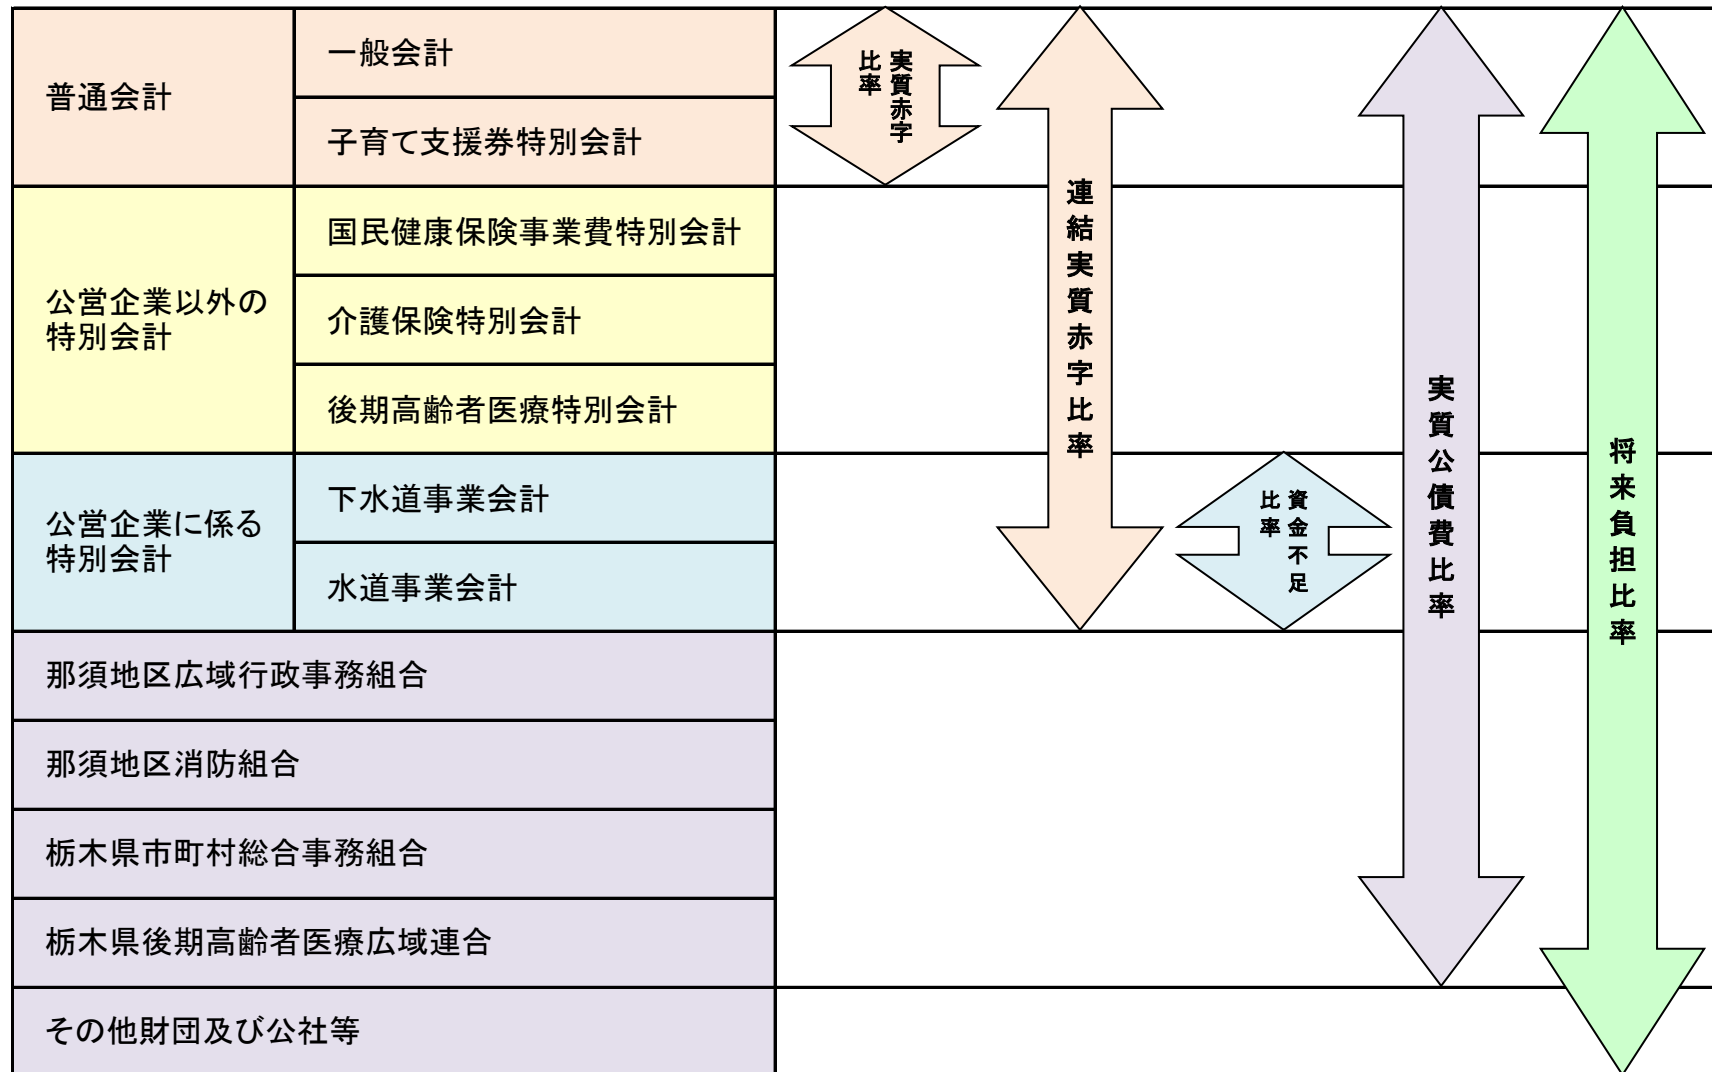 普通会計
一般会計
子育て支援券特別会計
公営企業以外の
特別会計
国民健康保険事業費特別会計
介護保険特別会計
後期高齢者医療特別会計
公営企業に係る
特別会計
下水道事業会計
水道事業会計
那須地区広域行政事務組合
那須地区消防組合
栃木県市町村総合事務組合
栃木県後期高齢者医療広域連合
その他財団及び公社等
実質赤字
比率
連結実質赤字比率
資金不足
比率
実質公債費比率
将来負担比率